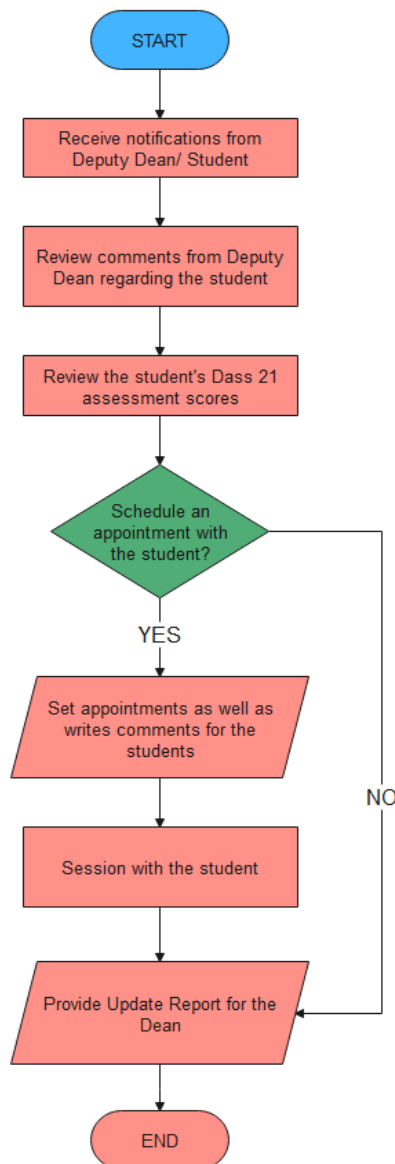 START
Receive notifications from
Deputy Dean/ Student
Review comments from Deputy
Dean regarding the student
Review the student's Dass 21
assessment scores
Schedule an
appointment with
the student?
YES
Set appointments as well as
writes comments for the
students
NO
Session with the student
Provide Update Report for the
Dean
END